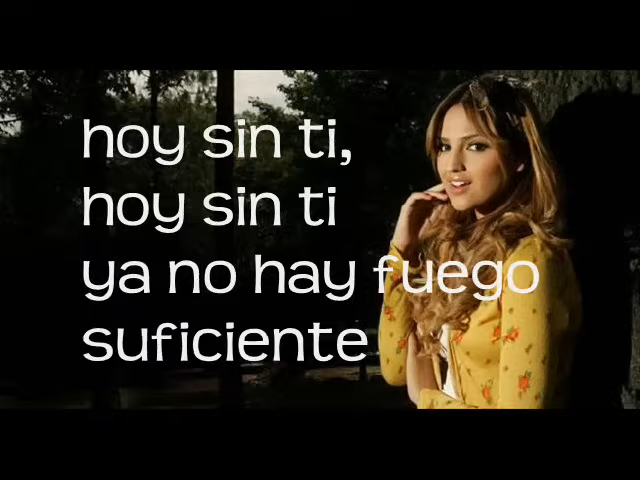 hoy sin ti,
hoy sin ti
ya no hay fuego
suficiente